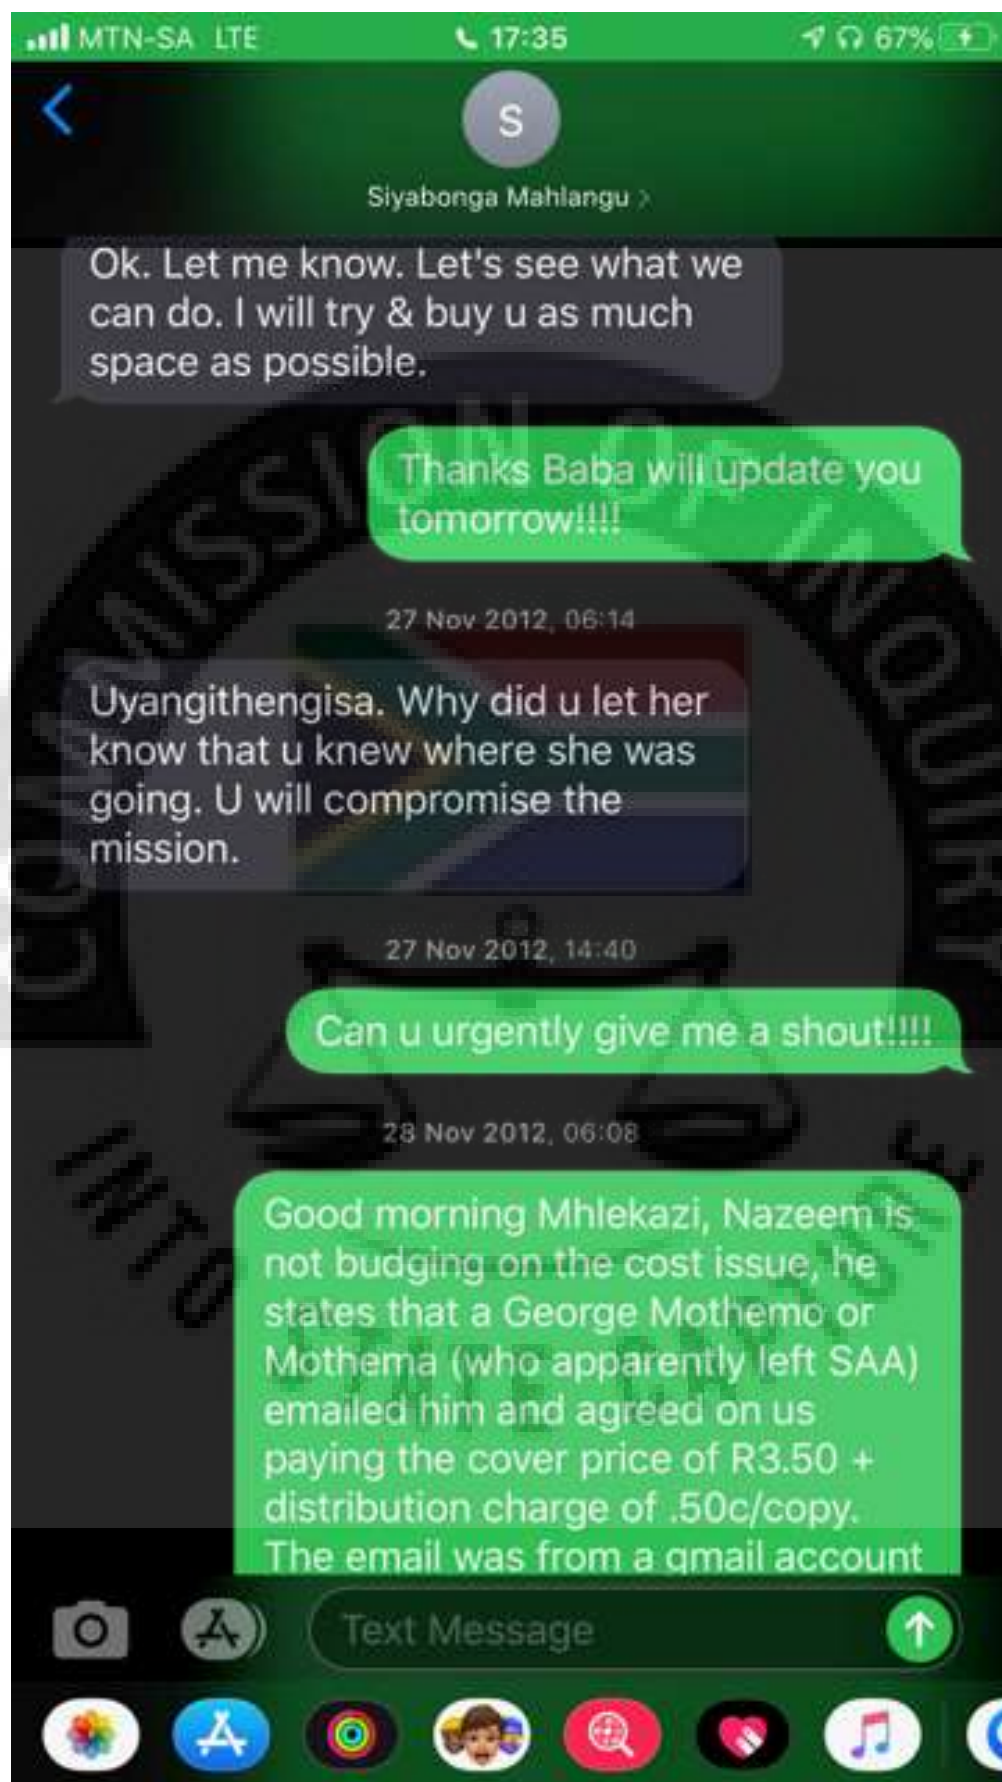 MTN-SA LTE 17:35 67%
S
Siyabonga Mahlangu
Ok. Let me know. Let's see what we
can do. I will try & buy u as much
space as possible.
Thanks Baba will update you
tomorrow!!!!
27 Nov 2012, 06:14
Uyangithengisa. Why did u let her
know that u knew where she was
going. U will compromise the
mission.
27 Nov 2012, 14:40
Can u urgently give me a shout!!!!
28 Nov 2012, 06:08
Good morning Mhlekazi, Nazeem is
not budging on the cost issue, he
states that a George Mothemo or
Mothema (who apparently left SAA)
emailed him and agreed on us
paying the cover price of R3.50 +
distribution charge of .50c/copy.
The email was from a gmail account
Text Message
COMMISSION OF INQUIRY
INTO STATE CAPTURE